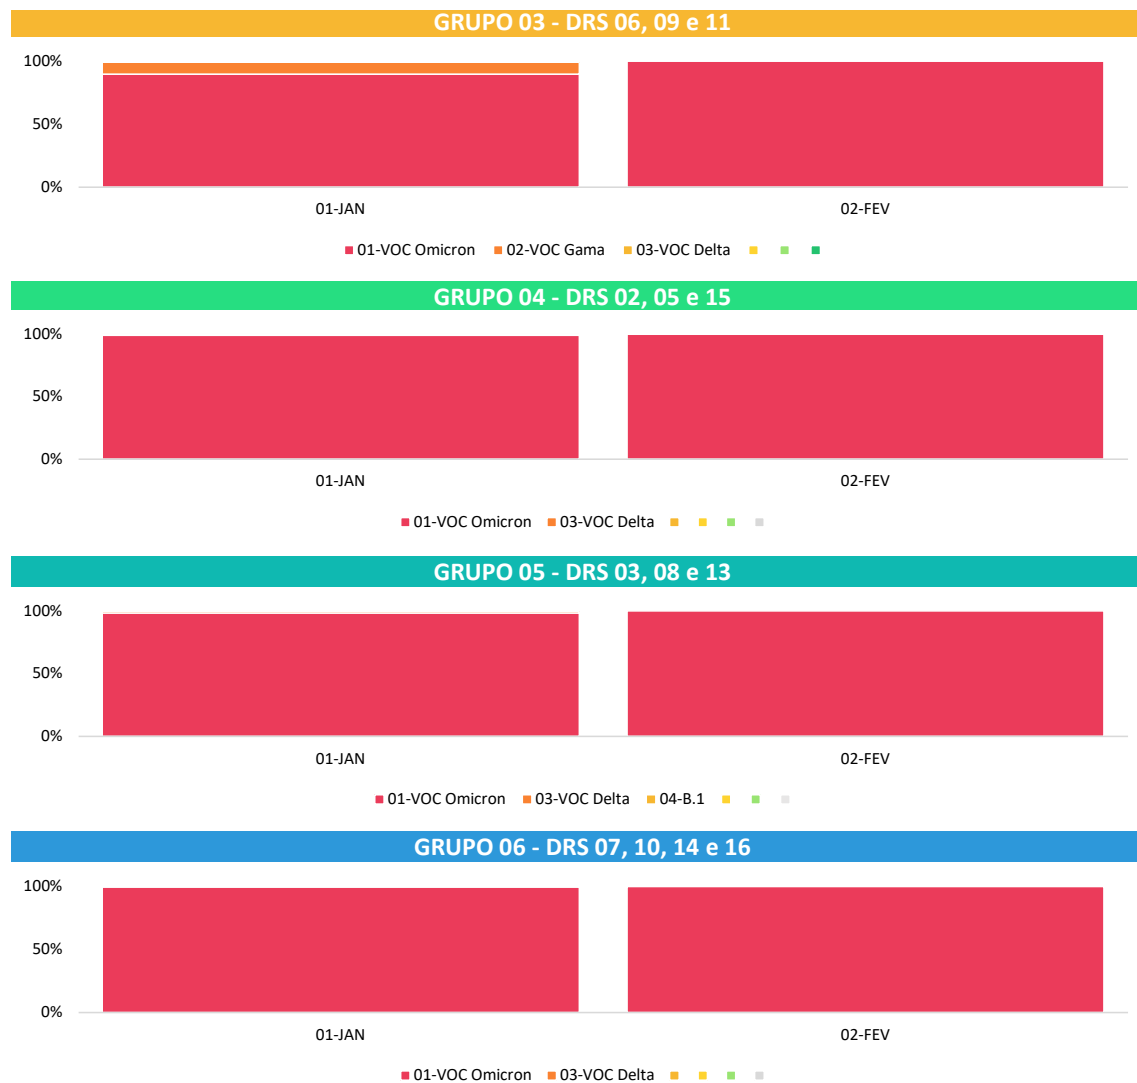 GRUPO 03 - DRS 06, 09 e 11
100%
50%
0%
01-JAN
02-FEV
01-VOC Omicron 02-VOC Gama 03-VOC Delta
GRUPO 04 - DRS 02, 05 e 15
100%
50%
0%
01-JAN
02-FEV
01-VOC Omicron 03-VOC Delta
GRUPO 05 - DRS 03, 08 e 13
100%
50%
0%
01-JAN
02-FEV
01-VOC Omicron 03-VOC Delta 04-B.1
GRUPO 06 - DRS 07, 10, 14 e 16
100%
50%
0%
01-JAN
02-FEV
01-VOC Omicron 03-VOC Delta